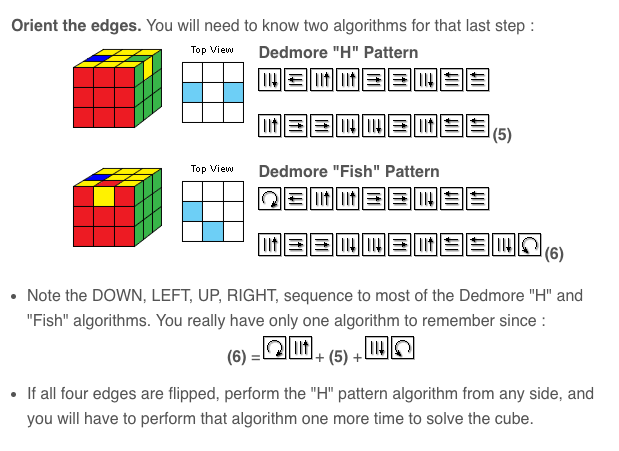 Orient the edges. You will need to know two algorithms for that last step :
Top View
Dedmore "H" Pattern
(5)
Top View
Dedmore "Fish" Pattern
(6)
Note the DOWN, LEFT, UP, RIGHT, sequence to most of the Dedmore "H" and
"Fish" algorithms. You really have only one algorithm to remember since :
(6) = + (5) +
If all four edges are flipped, perform the "H" pattern algorithm from any side, and
you will have to perform that algorithm one more time to solve the cube.